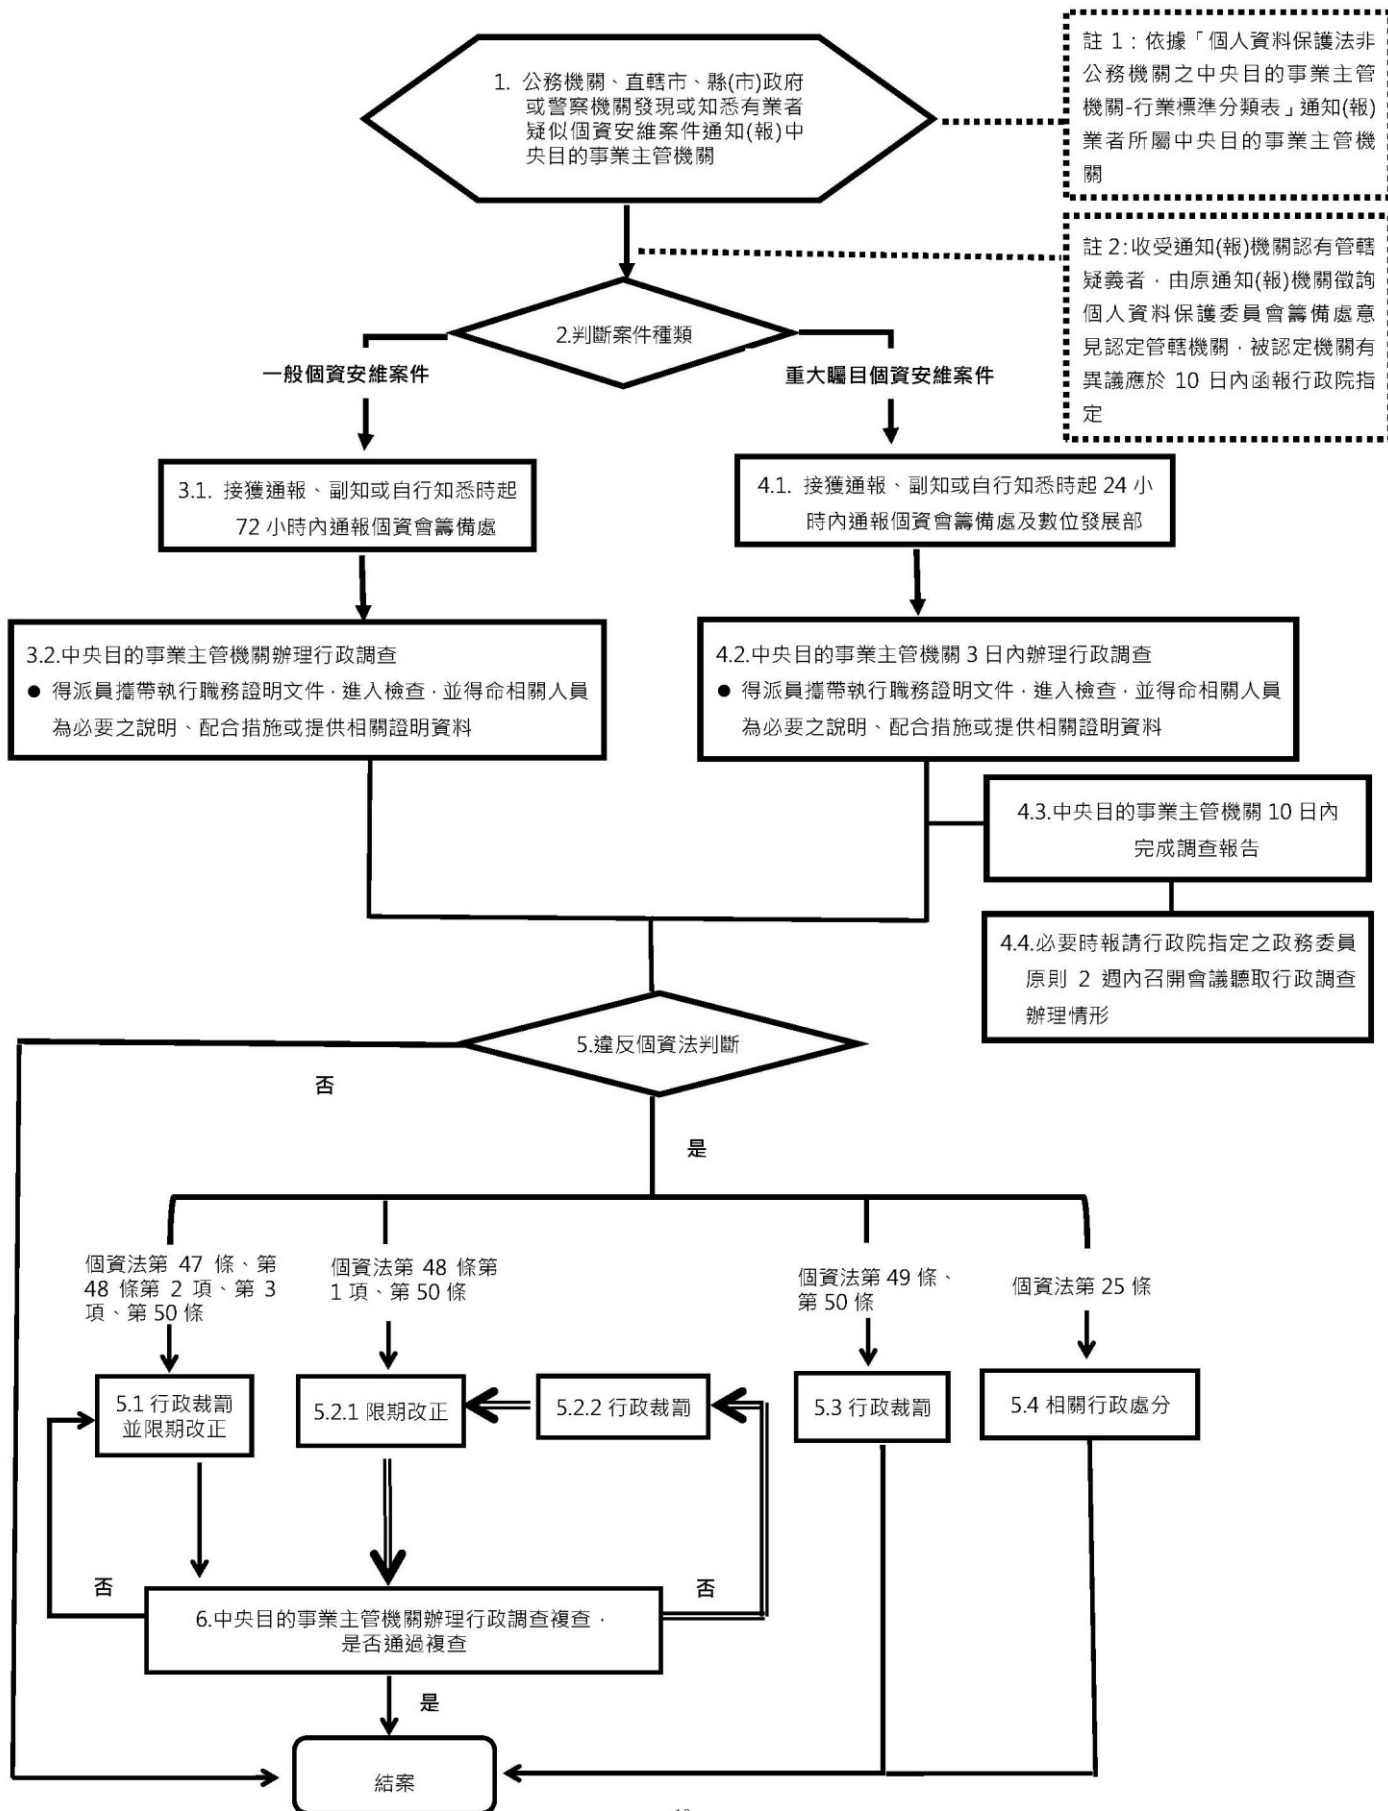 1. 公務機關、直轄市、縣(市)政府
或警察機關發現或知悉有業者
疑似個資安維案件通知(報)中
央目的事業主管機關
註 1：依據「個人資料保護法非
公務機關之中央目的事業主管
機關-行業標準分類表」通知(報)
業者所屬中央目的事業主管機
關
註 2:收受通知(報)機關認有管轄
疑義者，由原通知(報)機關徵詢
個人資料保護委員會籌備處意
見認定管轄機關，被認定機關有
異議應於 10 日內函報行政院指
定
2.判斷案件種類
一般個資安維案件
重大矚目個資安維案件
3.1. 接獲通報、副知或自行知悉時起
72 小時內通報個資會籌備處
4.1. 接獲通報、副知或自行知悉時起 24 小
時內通報個資會籌備處及數位發展部
3.2.中央目的事業主管機關辦理行政調查
● 得派員攜帶執行職務證明文件，進入檢查，並得命相關人員
為必要之說明、配合措施或提供相關證明資料
4.2.中央目的事業主管機關 3 日內辦理行政調查
● 得派員攜帶執行職務證明文件，進入檢查，並得命相關人員
為必要之說明、配合措施或提供相關證明資料
4.3.中央目的事業主管機關 10 日內
完成調查報告
4.4.必要時報請行政院指定之政務委員
原則 2 週內召開會議聽取行政調查
辦理情形
5.違反個資法判斷
否
是
個資法第 47 條、第
48 條第 2 項、第 3
項、第 50 條
個資法第 48 條第
1 項、第 50 條
個資法第 49 條、
第 50 條
個資法第 25 條
5.1 行政裁罰
並限期改正
5.2.1 限期改正
5.2.2 行政裁罰
5.3 行政裁罰
5.4 相關行政處分
否
否
6.中央目的事業主管機關辦理行政調查複查，
是否通過複查
是
結案